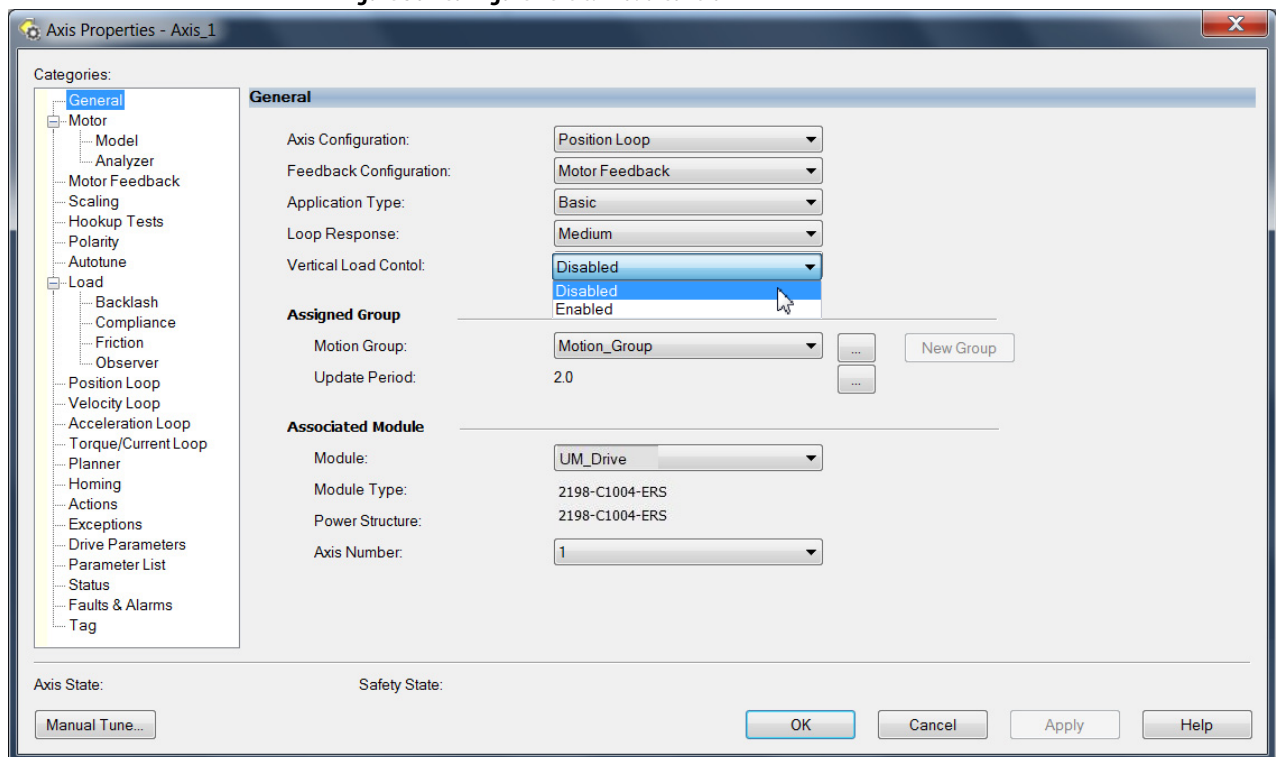 Axis Properties - Axis_1
X
Categories:
General
Motor
Model
Analyzer
Motor Feedback
Scaling
Hookup Tests
Polarity
Autotune
Load
Backlash
Compliance
Friction
Observer
Position Loop
Velocity Loop
Acceleration Loop
Torque/Current Loop
Planner
Homing
Actions
Exceptions
Drive Parameters
Parameter List
Status
Faults & Alarms
Tag
General
Axis Configuration: Position Loop
Feedback Configuration: Motor Feedback
Application Type: Basic
Loop Response: Medium
Vertical Load Contol: Disabled
Disabled
Enabled
Assigned Group
Motion Group: Motion_Group ... New Group
Update Period: 2.0 ...
Associated Module
Module: UM_Drive
Module Type: 2198-C1004-ERS
Power Structure: 2198-C1004-ERS
Axis Number: 1
Axis State: Safety State:
Manual Tune... OK Cancel Apply Help